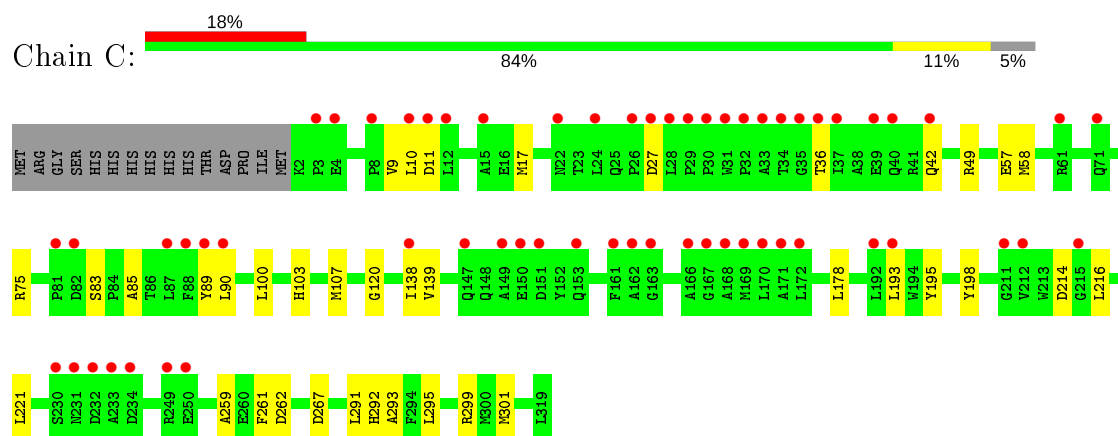 18%
Chain C:
84% 11% 5%
MET ARG GLY SER HIS HIS HIS HIS HIS HIS THR ASP PRO ILE MET K2 P3 E4 P8 V9 L10 D11 L12 A15 E16 M17 N22 T23 L24 Q25 P26 D27 L28 P29 P30 W31 P32 A33 T34 G35 T36 I37 A38 E39 Q40 R41 Q42 R49 E57 M58 R61 Q71
R75 P81 D82 S83 P84 A85 T86 L87 F88 Y89 L90 L100 H103 M107 G120 I138 V139 Q147 Q148 A149 E150 D151 Y152 Q153 F161 A162 G163 A166 G167 A168 M169 L170 A171 L172 L178 L192 L193 W194 Y195 Y198 G211 V212 W213 D214 G215 L216
L221 S230 N231 D232 A233 D234 R249 E250 A259 E260 F261 D262 D267 L291 H292 A293 F294 L295 R299 M300 M301 L319